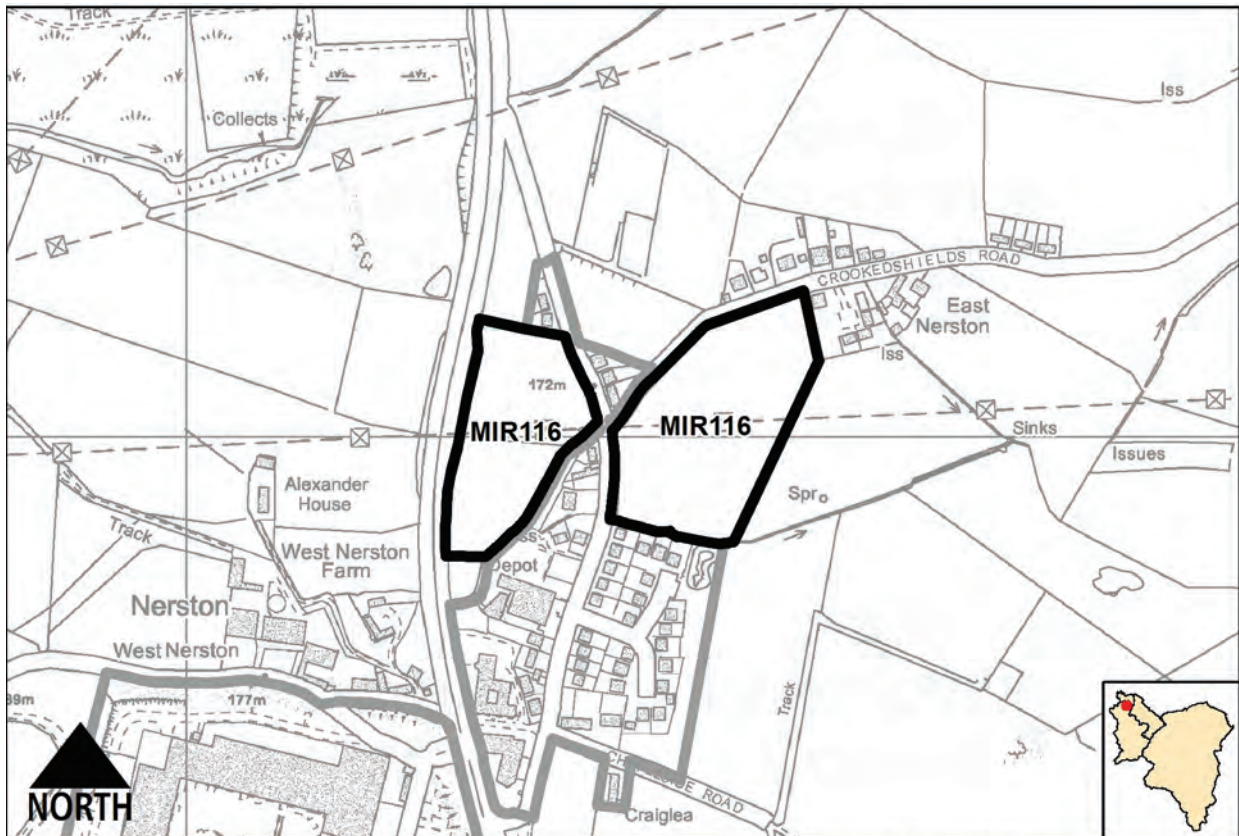 Track
Iss
Collects
CROOKEDSHIELDS ROAD
East
Nerston
Iss
172m
MIR116
MIR116
Sinks
Issues
Alexander
House
Spr
Track
West Nerston
Farm
Depot
Nerston
West Nerston
177m
Track
ROAD
Craiglea
NORTH